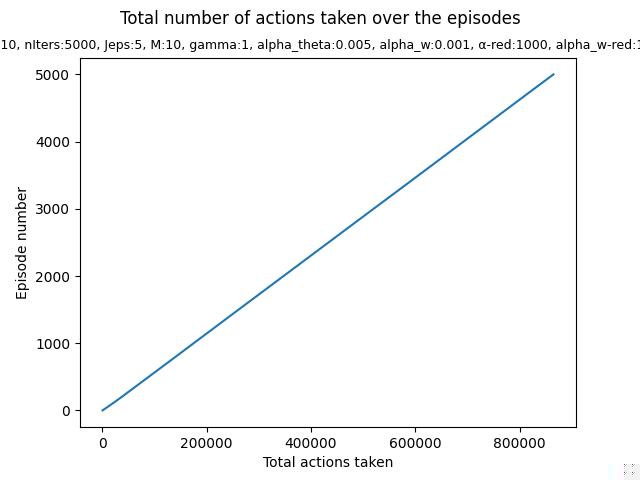 Total number of actions taken over the episodes
10, nIters:5000, Jeps:5, M:10, gamma:1, alpha_theta:0.005, alpha_w:0.001, α-red:1000, alpha_w-red:1
5000
4000
3000
2000
1000
0
Episode number
0 200000 400000 600000 800000
Total actions taken